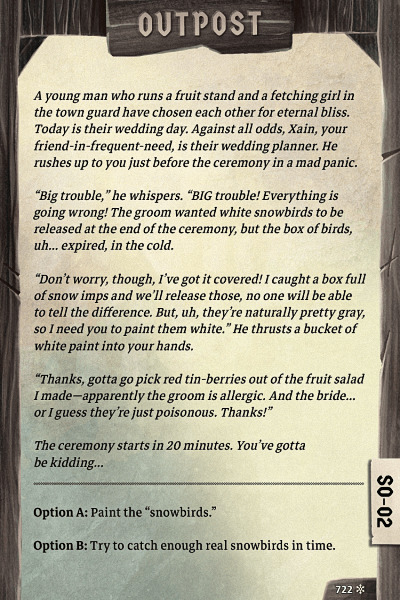 OUTPOST
A young man who runs a fruit stand and a fetching girl in
the town guard have chosen each other for eternal bliss.
Today is their wedding day. Against all odds, Xain, your
friend-in-frequent-need, is their wedding planner. He
rushes up to you just before the ceremony in a mad panic.
“Big trouble,” he whispers. “BIG trouble! Everything is
going wrong! The groom wanted white snowbirds to be
released at the end of the ceremony, but the box of birds,
uh... expired, in the cold.
“Don’t worry, though, I’ve got it covered! I caught a box full
of snow imps and we’ll release those, no one will be able
to tell the difference. But, uh, they’re naturally pretty gray,
so I need you to paint them white.” He thrusts a bucket of
white paint into your hands.
“Thanks, gotta go pick red tin-berries out of the fruit salad
I made—apparently the groom is allergic. And the bride...
or I guess they’re just poisonous. Thanks!”
The ceremony starts in 20 minutes. You’ve gotta
be kidding...
Option A: Paint the “snowbirds.”
Option B: Try to catch enough real snowbirds in time.
SO-02
722